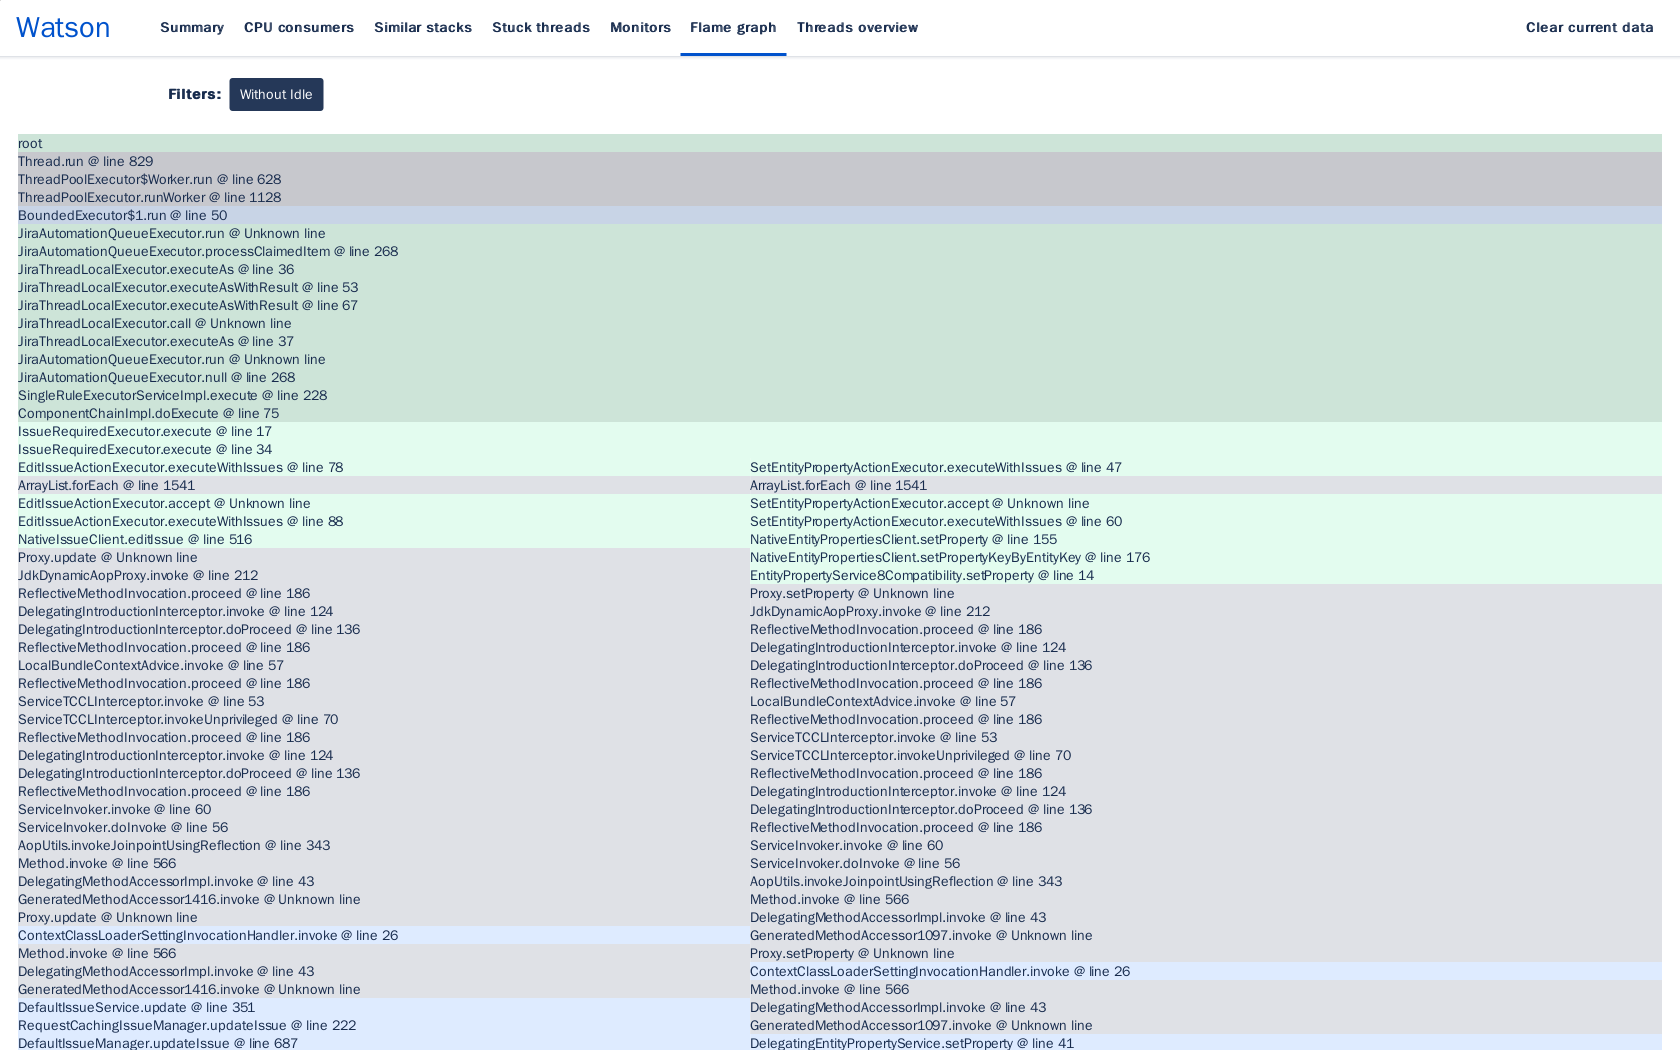 Watson Summary CPU consumers Similar stacks Stuck threads Monitors Flame graph Threads overview Clear current data
Filters: Without Idle
root
Thread.run @ line 829
ThreadPoolExecutor$Worker.run @ line 628
ThreadPoolExecutor.runWorker @ line 1128
BoundedExecutor$1.run @ line 50
JiraAutomationQueueExecutor.run @ Unknown line
JiraAutomationQueueExecutor.processClaimedItem @ line 268
JiraThreadLocalExecutor.executeAs @ line 36
JiraThreadLocalExecutor.executeAsWithResult @ line 53
JiraThreadLocalExecutor.executeAsWithResult @ line 67
JiraThreadLocalExecutor.call @ Unknown line
JiraThreadLocalExecutor.executeAs @ line 37
JiraAutomationQueueExecutor.run @ Unknown line
JiraAutomationQueueExecutor.null @ line 268
SingleRuleExecutorServiceImpl.execute @ line 228
ComponentChainImpl.doExecute @ line 75
IssueRequiredExecutor.execute @ line 17
IssueRequiredExecutor.execute @ line 34
EditIssueActionExecutor.executeWithIssues @ line 78 SetEntityPropertyActionExecutor.executeWithIssues @ line 47
ArrayList.forEach @ line 1541 ArrayList.forEach @ line 1541
EditIssueActionExecutor.accept @ Unknown line SetEntityPropertyActionExecutor.accept @ Unknown line
EditIssueActionExecutor.executeWithIssues @ line 88 SetEntityPropertyActionExecutor.executeWithIssues @ line 60
NativeIssueClient.editIssue @ line 516 NativeEntityPropertiesClient.setProperty @ line 155
Proxy.update @ Unknown line NativeEntityPropertiesClient.setPropertyKeyByEntityKey @ line 176
JdkDynamicAopProxy.invoke @ line 212 EntityPropertyService8Compatibility.setProperty @ line 14
ReflectiveMethodInvocation.proceed @ line 186 Proxy.setProperty @ Unknown line
DelegatingIntroductionInterceptor.invoke @ line 124 JdkDynamicAopProxy.invoke @ line 212
DelegatingIntroductionInterceptor.doProceed @ line 136 ReflectiveMethodInvocation.proceed @ line 186
ReflectiveMethodInvocation.proceed @ line 186 DelegatingIntroductionInterceptor.invoke @ line 124
LocalBundleContextAdvice.invoke @ line 57 DelegatingIntroductionInterceptor.doProceed @ line 136
ReflectiveMethodInvocation.proceed @ line 186 ReflectiveMethodInvocation.proceed @ line 186
ServiceTCCLInterceptor.invoke @ line 53 LocalBundleContextAdvice.invoke @ line 57
ServiceTCCLInterceptor.invokeUnprivileged @ line 70 ReflectiveMethodInvocation.proceed @ line 186
ReflectiveMethodInvocation.proceed @ line 186 ServiceTCCLInterceptor.invoke @ line 53
DelegatingIntroductionInterceptor.invoke @ line 124 ServiceTCCLInterceptor.invokeUnprivileged @ line 70
DelegatingIntroductionInterceptor.doProceed @ line 136 ReflectiveMethodInvocation.proceed @ line 186
ReflectiveMethodInvocation.proceed @ line 186 DelegatingIntroductionInterceptor.invoke @ line 124
ServiceInvoker.invoke @ line 60 DelegatingIntroductionInterceptor.doProceed @ line 136
ServiceInvoker.doInvoke @ line 56 ReflectiveMethodInvocation.proceed @ line 186
AopUtils.invokeJoinpointUsingReflection @ line 343 ServiceInvoker.invoke @ line 60
Method.invoke @ line 566 ServiceInvoker.doInvoke @ line 56
DelegatingMethodAccessorImpl.invoke @ line 43 AopUtils.invokeJoinpointUsingReflection @ line 343
GeneratedMethodAccessor1416.invoke @ Unknown line Method.invoke @ line 566
Proxy.update @ Unknown line DelegatingMethodAccessorImpl.invoke @ line 43
ContextClassLoaderSettingInvocationHandler.invoke @ line 26 GeneratedMethodAccessor1097.invoke @ Unknown line
Method.invoke @ line 566 Proxy.setProperty @ Unknown line
DelegatingMethodAccessorImpl.invoke @ line 43 ContextClassLoaderSettingInvocationHandler.invoke @ line 26
GeneratedMethodAccessor1416.invoke @ Unknown line Method.invoke @ line 566
DefaultIssueService.update @ line 351 DelegatingMethodAccessorImpl.invoke @ line 43
RequestCachingIssueManager.updateIssue @ line 222 GeneratedMethodAccessor1097.invoke @ Unknown line
DefaultIssueManager.updateIssue @ line 687 DelegatingEntityPropertyService.setProperty @ line 41